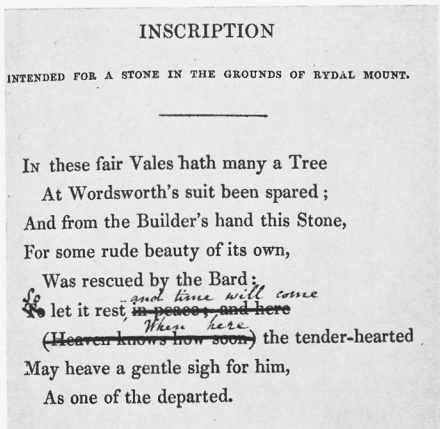 INSCRIPTION
INTENDED FOR A STONE IN THE GROUNDS OF RYDAL MOUNT.
IN these fair Vales hath many a Tree
At Wordsworth's suit been spared;
And from the Builder's hand this Stone,
For some rude beauty of its own,
Was rescued by the Bard:
So and time will come
To let it rest, in peace; and here
When here
(Heaven knows how soon) the tender-hearted
May heave a gentle sigh for him,
As one of the departed.